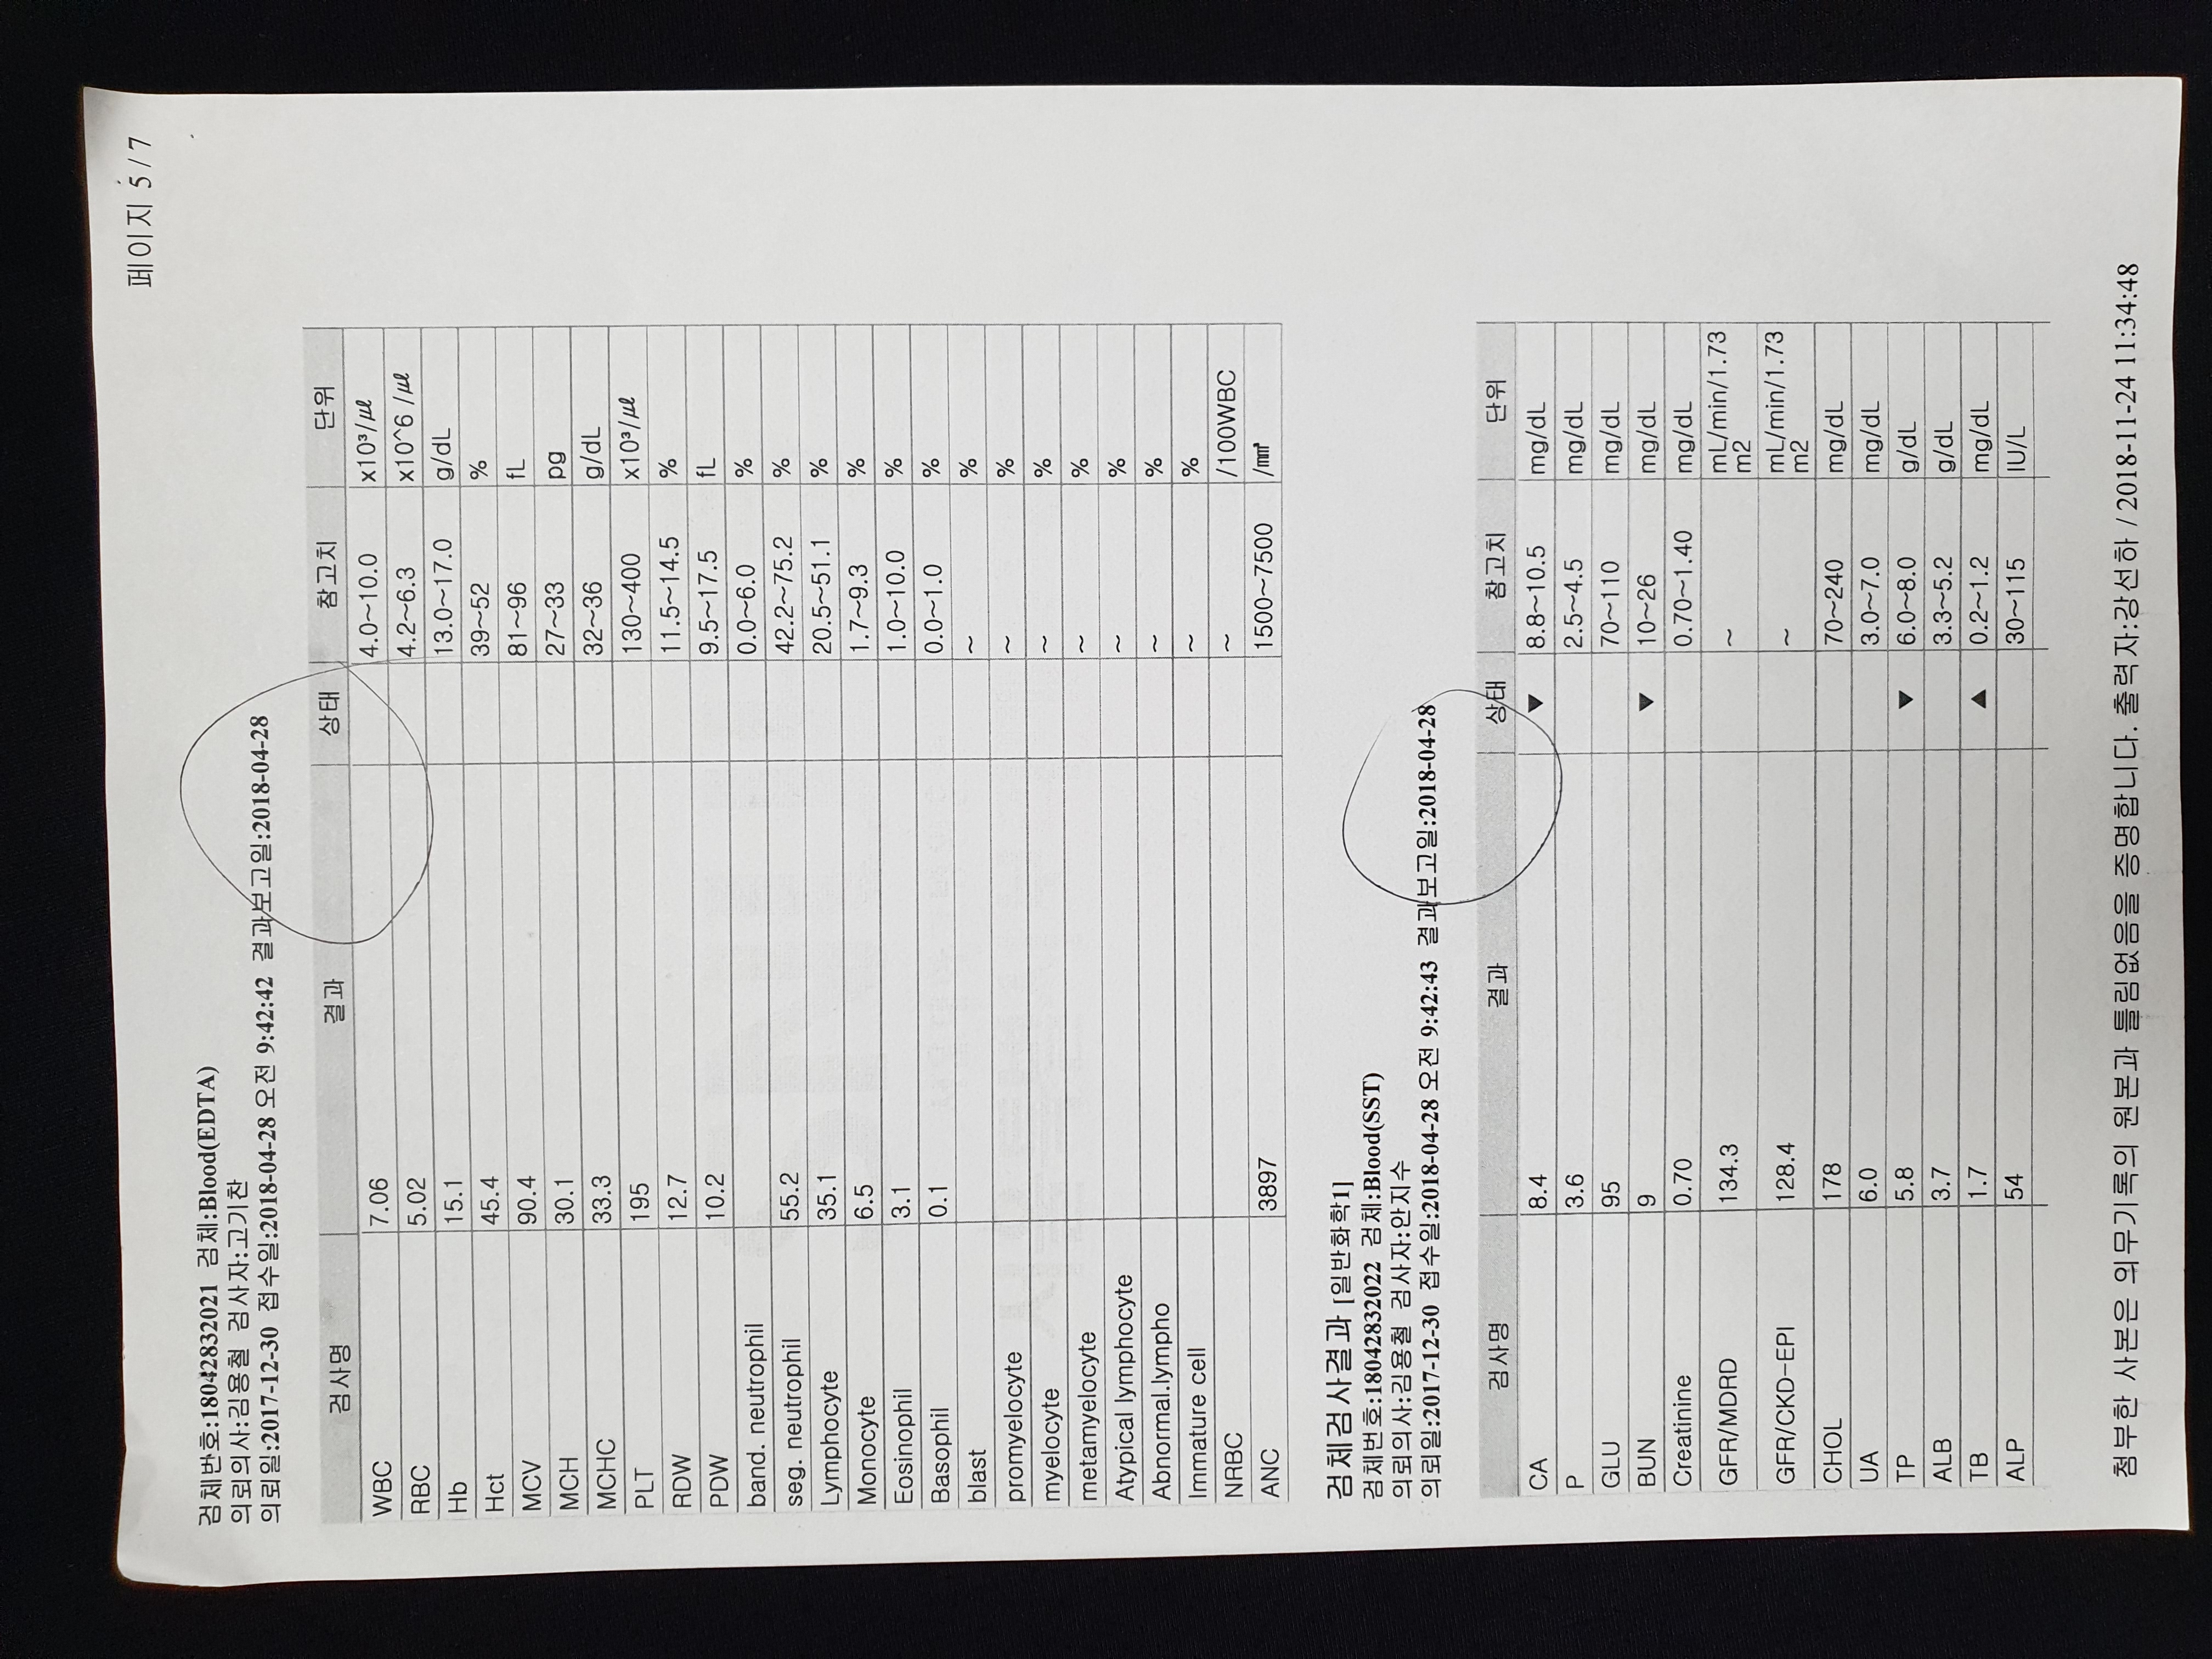 페이지 5 / 7
검체번호:18042832021 검체:Blood(EDTA)
의뢰의사:김용철 검사자:고기찬
의뢰일:2017-12-30 접수일:2018-04-28 오전 9:42:42 결과보고일:2018-04-28
검사명 결과 상태 참고치 단위
WBC 7.06 4.0~10.0 x10³/㎕
RBC 5.02 4.2~6.3 x10^6 /㎕
Hb 15.1 13.0~17.0 g/dL
Hct 45.4 39~52 %
MCV 90.4 81~96 fL
MCH 30.1 27~33 pg
MCHC 33.3 32~36 g/dL
PLT 195 130~400 x10³/㎕
RDW 12.7 11.5~14.5 %
PDW 10.2 9.5~17.5 fL
band. neutrophil 0.0~6.0 %
seg. neutrophil 55.2 42.2~75.2 %
Lymphocyte 35.1 20.5~51.1 %
Monocyte 6.5 1.7~9.3 %
Eosinophil 3.1 1.0~10.0 %
Basophil 0.1 0.0~1.0 %
blast ~ %
promyelocyte ~ %
myelocyte ~ %
metamyelocyte ~ %
Atypical lymphocyte ~ %
Abnormal.lympho ~ %
Immature cell ~ %
NRBC ~ /100WBC
ANC 3897 1500~7500 /㎣
검체검사결과 [일반화학1]
검체번호:18042832022 검체:Blood(SST)
의뢰의사:김용철 검사자:안지수
의뢰일:2017-12-30 접수일:2018-04-28 오전 9:42:43 결과보고일:2018-04-28
검사명 결과 상태 참고치 단위
CA 8.4 ▼ 8.8~10.5 mg/dL
P 3.6 2.5~4.5 mg/dL
GLU 95 70~110 mg/dL
BUN 9 ▼ 10~26 mg/dL
Creatinine 0.70 0.70~1.40 mg/dL
GFR/MDRD 134.3 ~ mL/min/1.73
m2
GFR/CKD-EPI 128.4 ~ mL/min/1.73
m2
CHOL 178 70~240 mg/dL
UA 6.0 3.0~7.0 mg/dL
TP 5.8 ▼ 6.0~8.0 g/dL
ALB 3.7 3.3~5.2 g/dL
TB 1.7 ▲ 0.2~1.2 mg/dL
ALP 54 30~115 IU/L
첨부한 사본은 의무기록의 원본과 틀림없음을 증명합니다. 출력자:강선하 / 2018-11-24 11:34:48